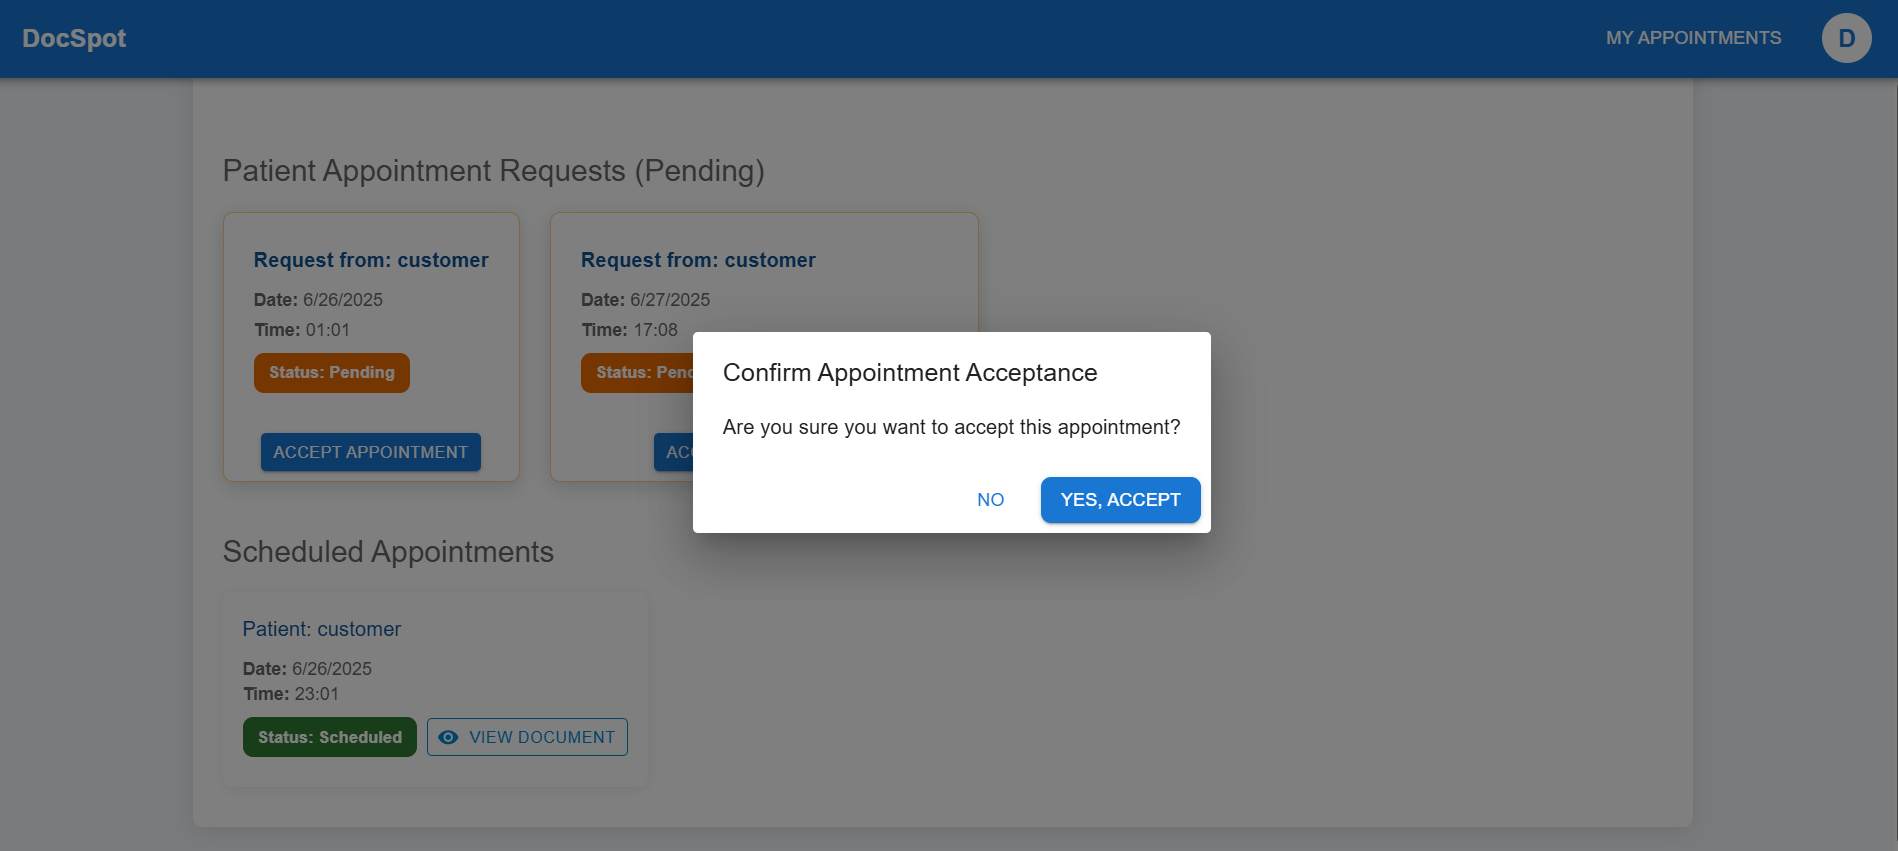 DocSpot
MY APPOINTMENTS
D
Patient Appointment Requests (Pending)
Request from: customer
Date: 6/26/2025
Time: 01:01
Status: Pending
ACCEPT APPOINTMENT
Request from: customer
Date: 6/27/2025
Time: 17:08
Status:
Confirm Appointment Acceptance
Are you sure you want to accept this appointment?
NO
YES, ACCEPT
Scheduled Appointments
Patient: customer
Date: 6/26/2025
Time: 23:01
Status: Scheduled
VIEW DOCUMENT